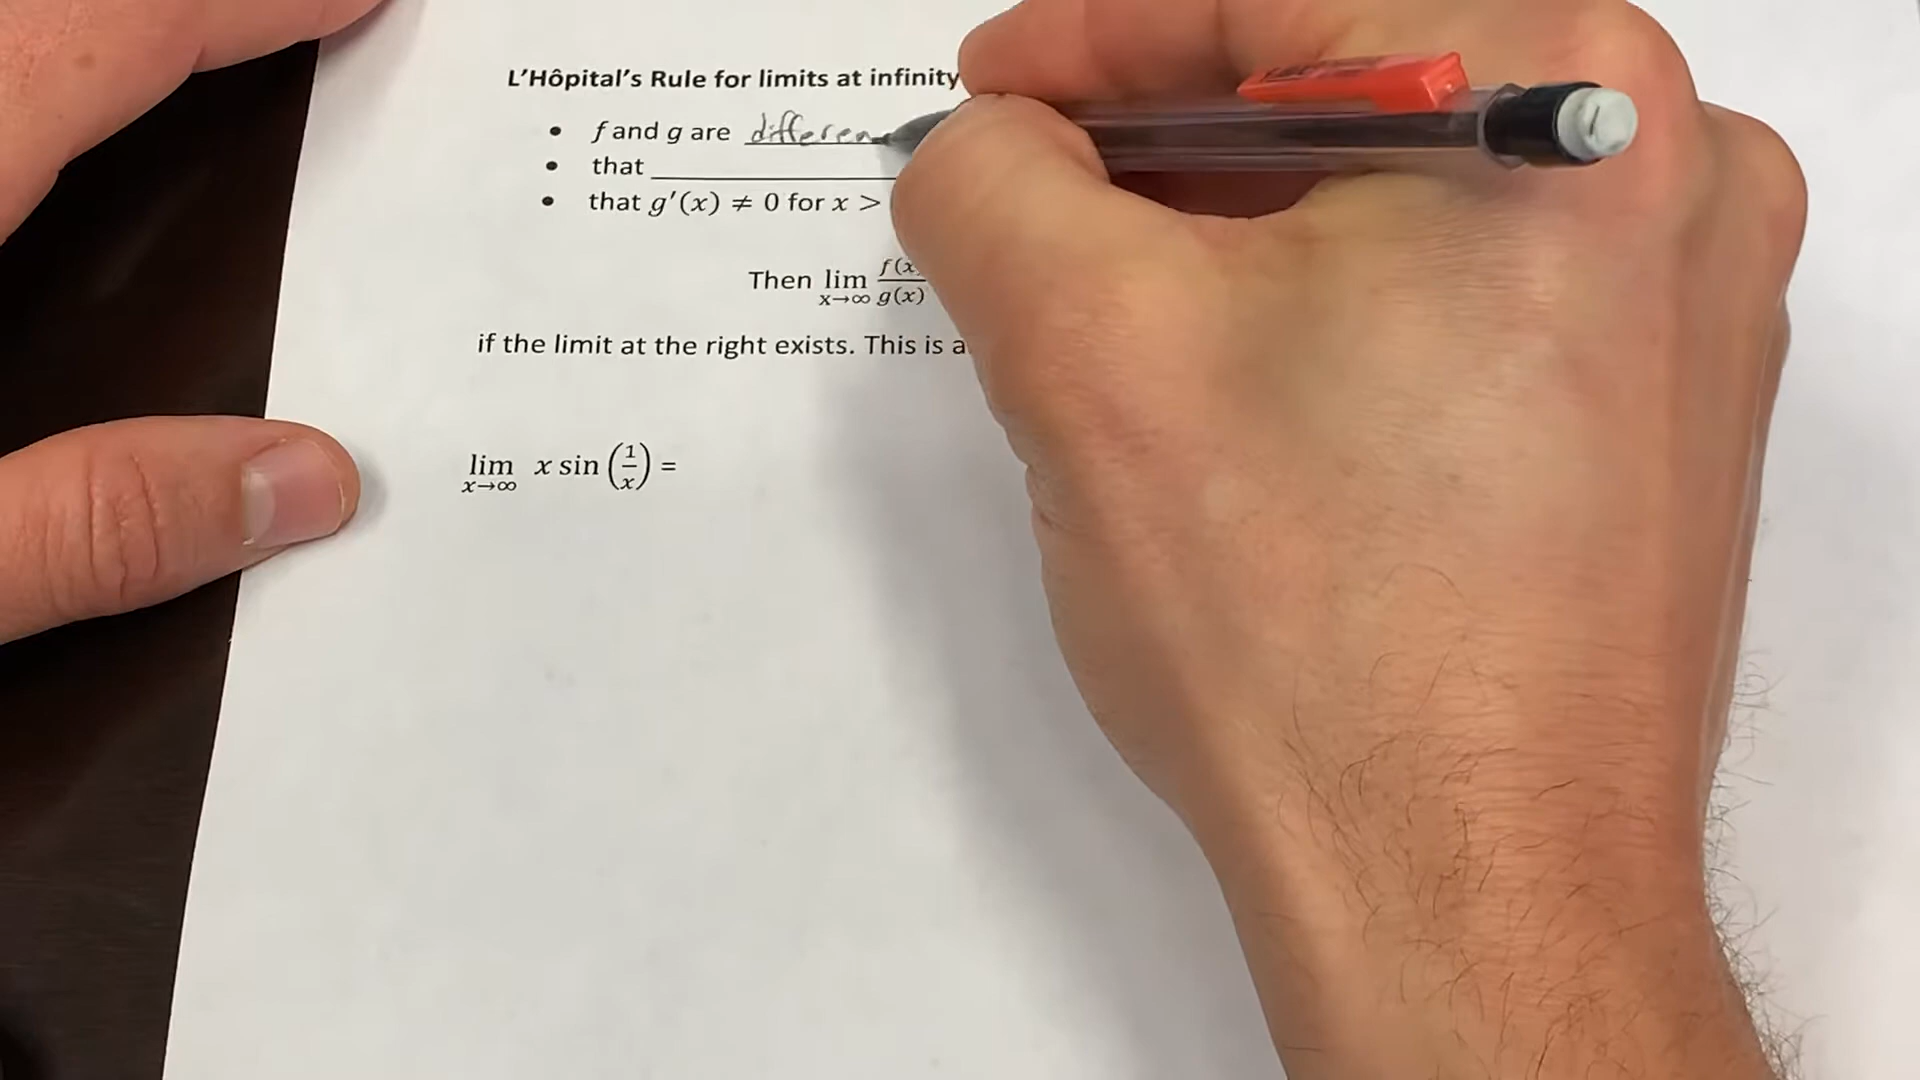 L'Hôpital's Rule for limits at infinity
• f and g are differen
• that ____________
• that g′(x) ≠ 0 for x >
Then lim x→∞ f(x)/g(x)
if the limit at the right exists. This is a
lim x→∞ x sin (1/x) =